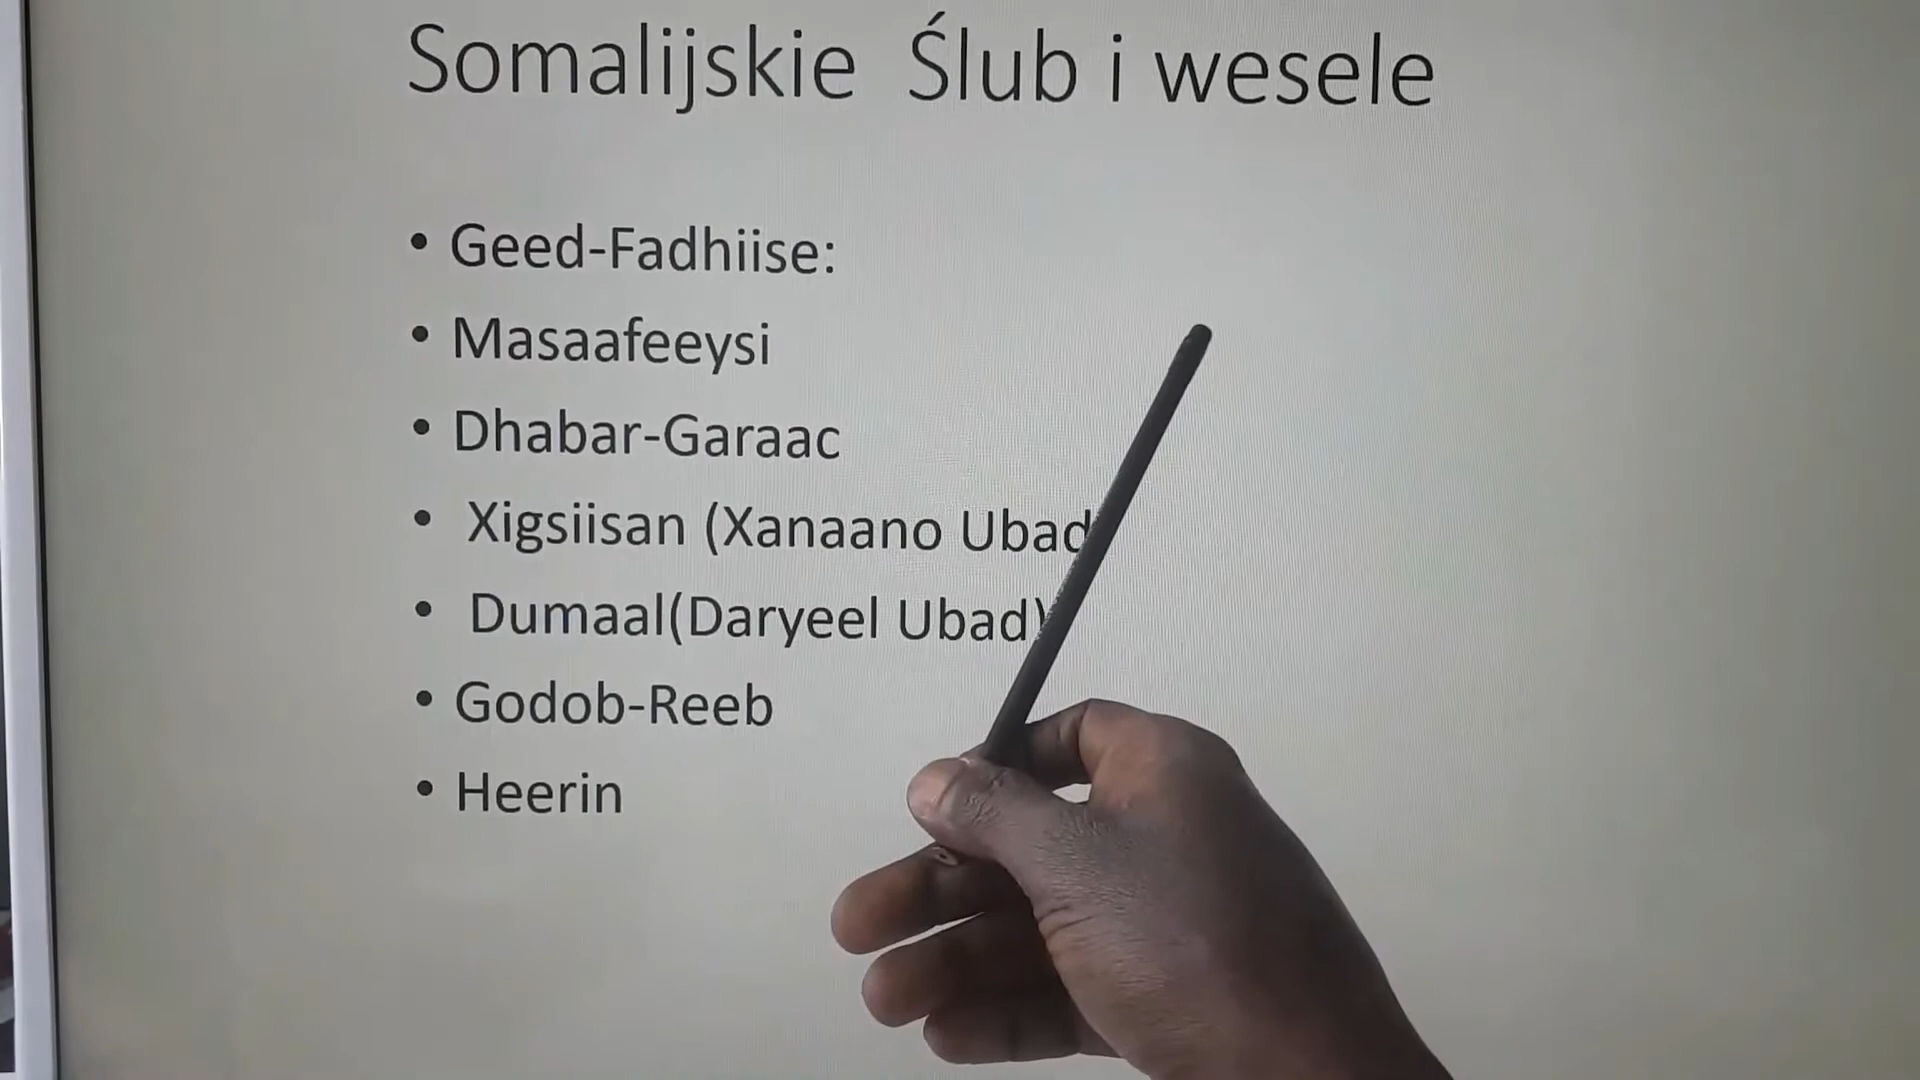 Somalijskie Ślub i wesele
• Geed-Fadhiise:
• Masaafeeysi
• Dhabar-Garaac
• Xigsiisan (Xanaano Ubad
• Dumaal(Daryeel Ubad)
• Godob-Reeb
• Heerin